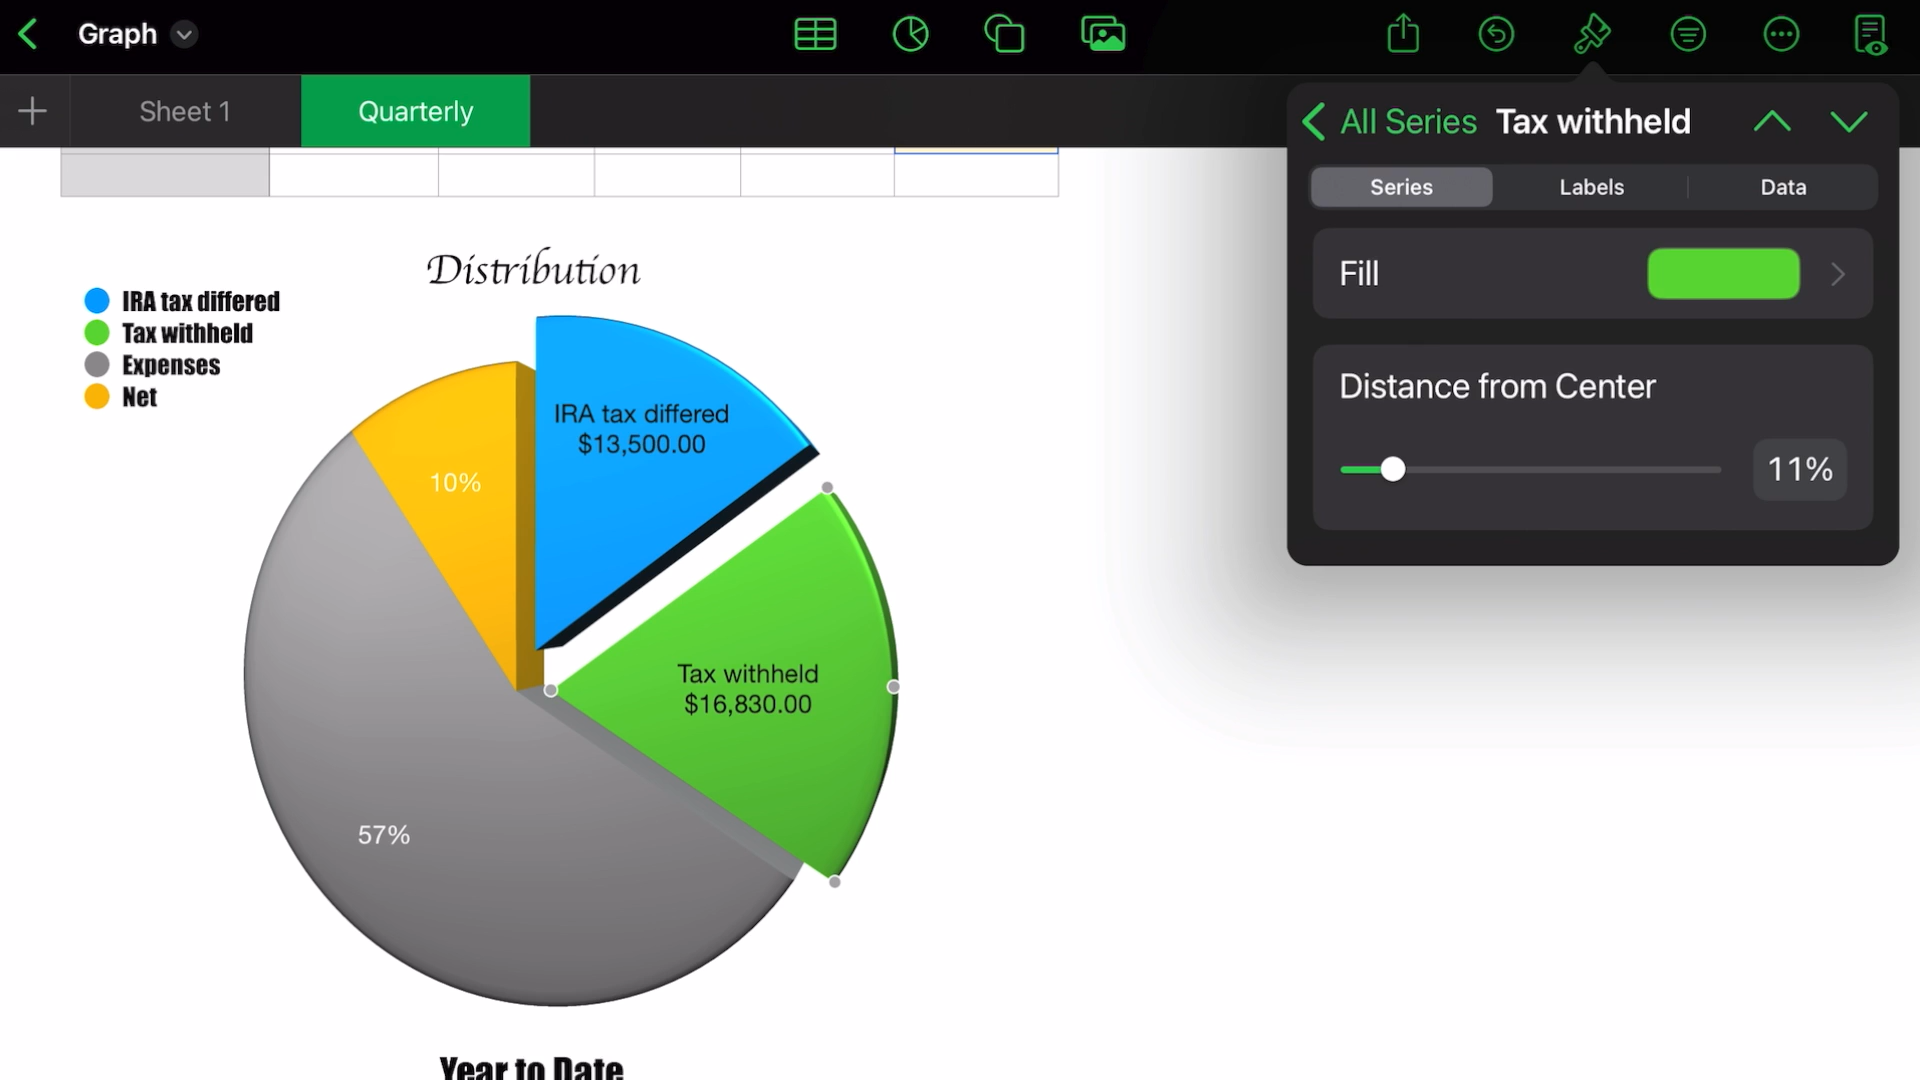 Graph
Sheet 1
Quarterly
All Series
Tax withheld
Series
Labels
Data
Fill
Distance from Center
11%
Distribution
IRA tax differed
Tax withheld
Expenses
Net
IRA tax differed
$13,500.00
10%
Tax withheld
$16,830.00
57%
Year to Date